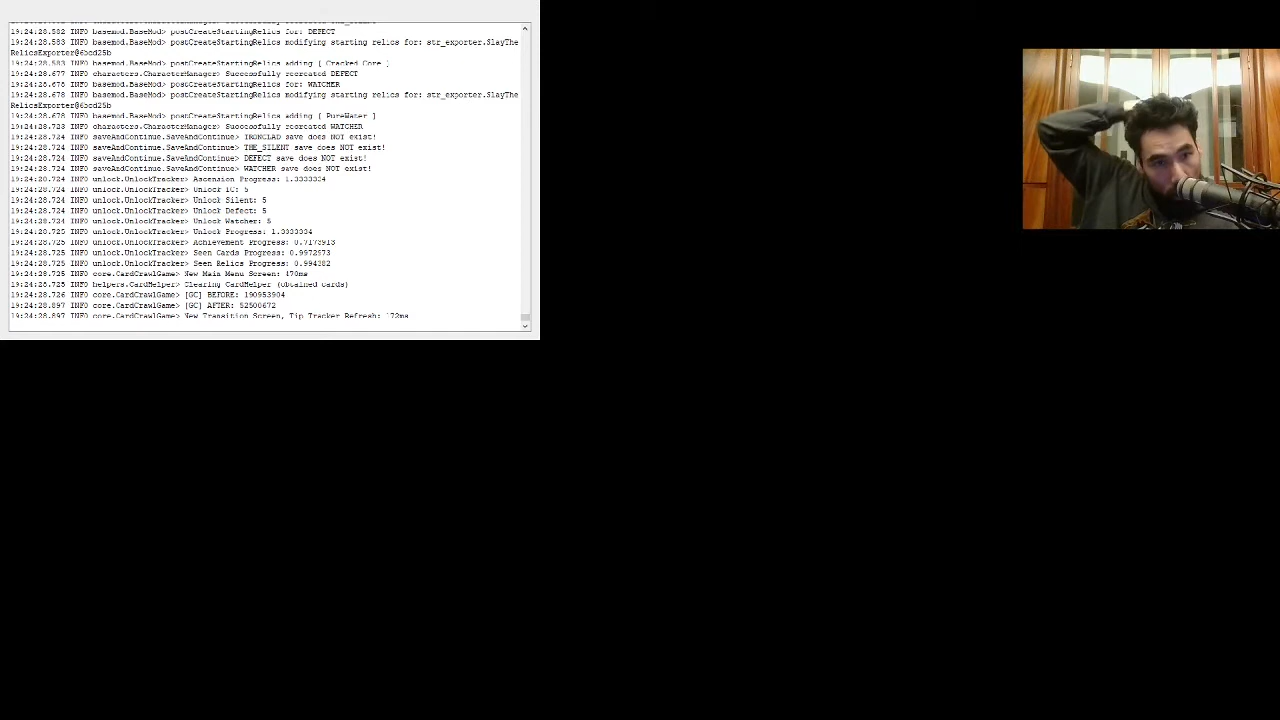 19:24:28.582 INFO basemod.BaseMod> postCreateStartingRelics for: DEFECT
19:24:28.583 INFO basemod.BaseMod> postCreateStartingRelics modifying starting relics for: str_exporter.SlayThe
RelicsExporter@6bcd25b
19:24:28.583 INFO basemod.BaseMod> postCreateStartingRelics adding [ Cracked Core ]
19:24:28.677 INFO characters.CharacterManager> Successfully recreated DEFECT
19:24:28.678 INFO basemod.BaseMod> postCreateStartingRelics for: WATCHER
19:24:28.678 INFO basemod.BaseMod> postCreateStartingRelics modifying starting relics for: str_exporter.SlayThe
RelicsExporter@6bcd25b
19:24:28.678 INFO basemod.BaseMod> postCreateStartingRelics adding [ PureWater ]
19:24:28.723 INFO characters.CharacterManager> Successfully recreated WATCHER
19:24:28.724 INFO saveAndContinue.SaveAndContinue> IRONCLAD save does NOT exist!
19:24:28.724 INFO saveAndContinue.SaveAndContinue> THE_SILENT save does NOT exist!
19:24:28.724 INFO saveAndContinue.SaveAndContinue> DEFECT save does NOT exist!
19:24:28.724 INFO saveAndContinue.SaveAndContinue> WATCHER save does NOT exist!
19:24:28.724 INFO unlock.UnlockTracker> Ascension Progress: 1.3333334
19:24:28.724 INFO unlock.UnlockTracker> Unlock IC: 5
19:24:28.724 INFO unlock.UnlockTracker> Unlock Silent: 5
19:24:28.724 INFO unlock.UnlockTracker> Unlock Defect: 5
19:24:28.724 INFO unlock.UnlockTracker> Unlock Watcher: 5
19:24:28.725 INFO unlock.UnlockTracker> Unlock Progress: 1.3333334
19:24:28.725 INFO unlock.UnlockTracker> Achievement Progress: 0.7173913
19:24:28.725 INFO unlock.UnlockTracker> Seen Cards Progress: 0.9972973
19:24:28.725 INFO unlock.UnlockTracker> Seen Relics Progress: 0.994382
19:24:28.725 INFO core.CardCrawlGame> New Main Menu Screen: 470ms
19:24:28.725 INFO helpers.CardHelper> Clearing CardHelper (obtained cards)
19:24:28.726 INFO core.CardCrawlGame> [GC] BEFORE: 190953904
19:24:28.897 INFO core.CardCrawlGame> [GC] AFTER: 52500672
19:24:28.897 INFO core.CardCrawlGame> New Transition Screen, Tip Tracker Refresh: 172ms